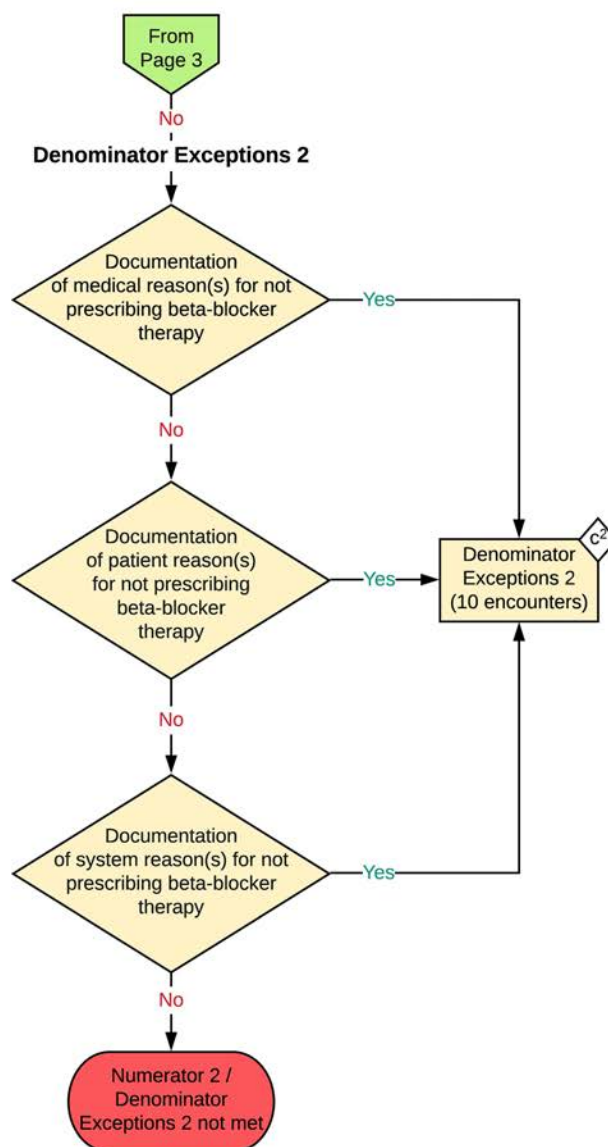 From
Page 3
No
Denominator Exceptions 2
Documentation
of medical reason(s) for not
prescribing beta-blocker
therapy
Yes
No
Documentation
of patient reason(s)
for not prescribing
beta-blocker
therapy
Yes
c²
Denominator
Exceptions 2
(10 encounters)
No
Documentation
of system reason(s) for not
prescribing beta-blocker
therapy
Yes
No
Numerator 2 /
Denominator
Exceptions 2 not met